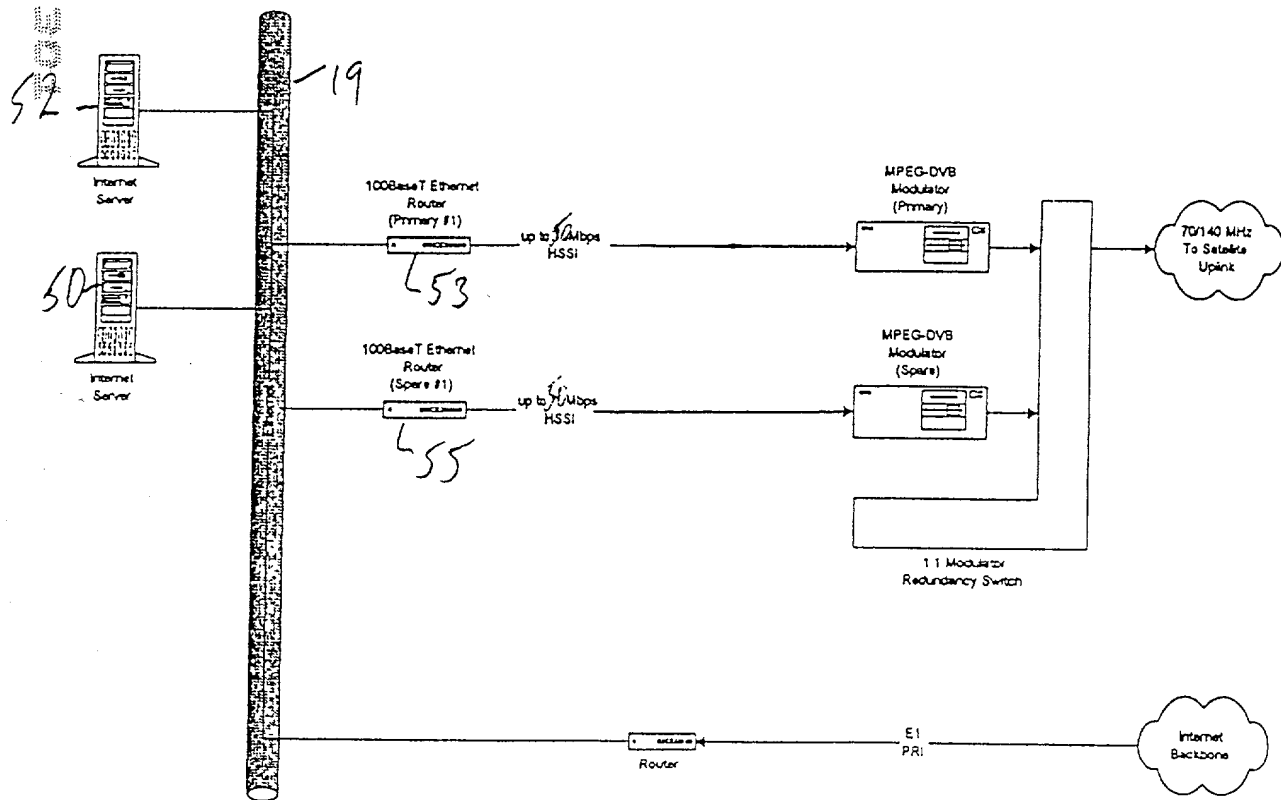 52
Internet
Server
19
50
Internet
Server
Ethernet
100BaseT Ethernet
Router
(Primary #1)
53
up to 50 Mbps
HSSI
MPEG-DVB
Modulator
(Primary)
70/140 MHz
To Satellite
Uplink
100BaseT Ethernet
Router
(Spare #1)
55
up to 50 Mbps
HSSI
MPEG-DVB
Modulator
(Spare)
1:1 Modulator
Redundancy Switch
Router
E1
PRI
Internet
Backbone